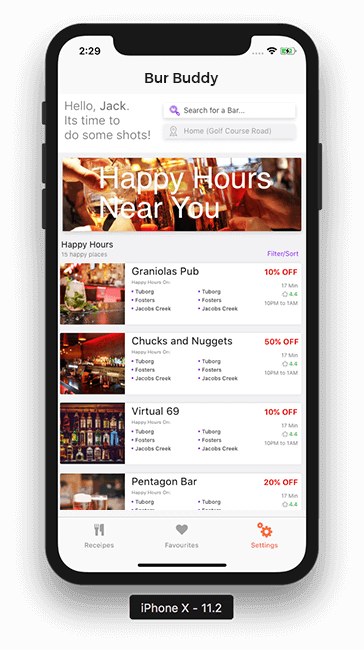 2:29
Bur Buddy
Hello, Jack.
Its time to
do some shots!
Search for a Bar...
Home (Golf Course Road)
Happy Hours
Near You
Happy Hours
15 happy places
Filter/Sort
Graniolas Pub
10% OFF
Happy Hours On:
17 Min
• Tuborg
• Tuborg
4.4
• Fosters
• Fosters
10PM to 1AM
• Jacobs Creek
• Jacobs Creek
Chucks and Nuggets
50% OFF
Happy Hours On:
17 Min
• Tuborg
• Tuborg
4.4
• Fosters
• Fosters
10PM to 1AM
• Jacobs Creek
• Jacobs Creek
Virtual 69
10% OFF
Happy Hours On:
17 Min
• Tuborg
• Tuborg
4.4
• Fosters
• Fosters
10PM to 1AM
• Jacobs Creek
• Jacobs Creek
Pentagon Bar
20% OFF
Happy Hours On:
17 Min
• Tuborg
• Tuborg
4.4
• Fosters
• Fosters
Receipes
Favourites
Settings
iPhone X - 11.2